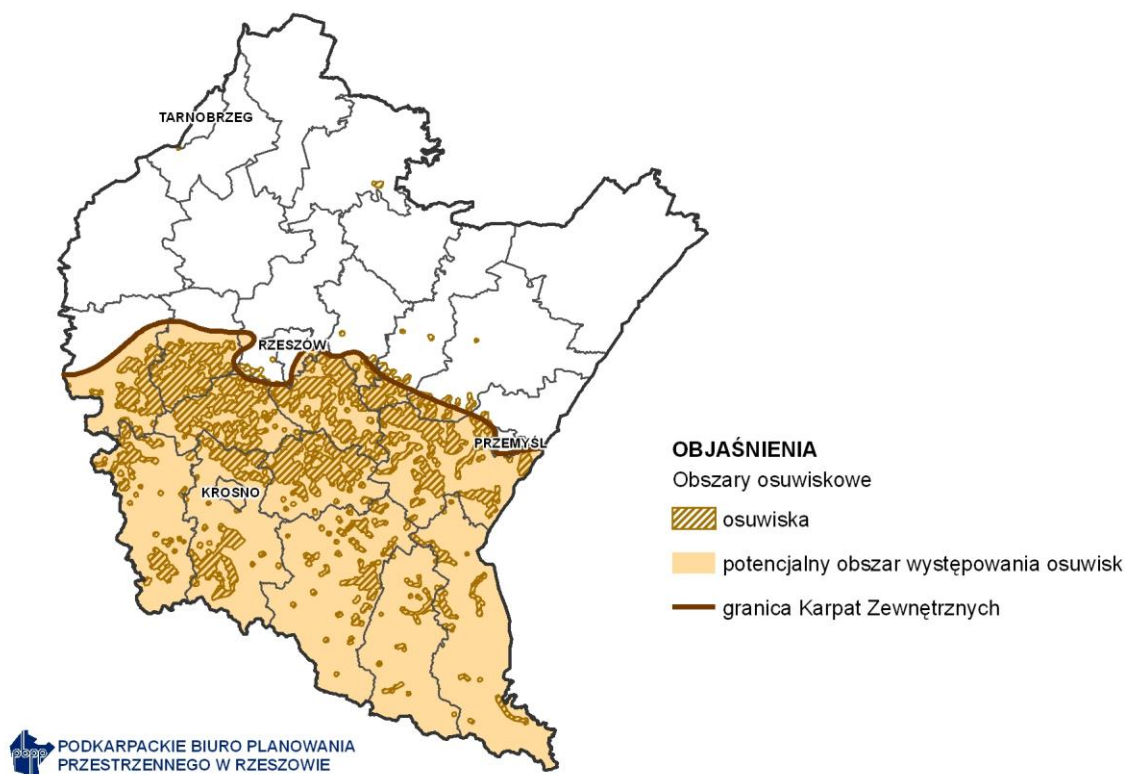 TARNOBRZEG
RZESZÓW
PRZEMYŚL
KROSNO
OBJAŚNIENIA
Obszary osuwiskowe
osuwiska
potencjalny obszar występowania osuwisk
granica Karpat Zewnętrznych
pbpp
PODKARPACKIE BIURO PLANOWANIA
PRZESTRZENNEGO W RZESZOWIE